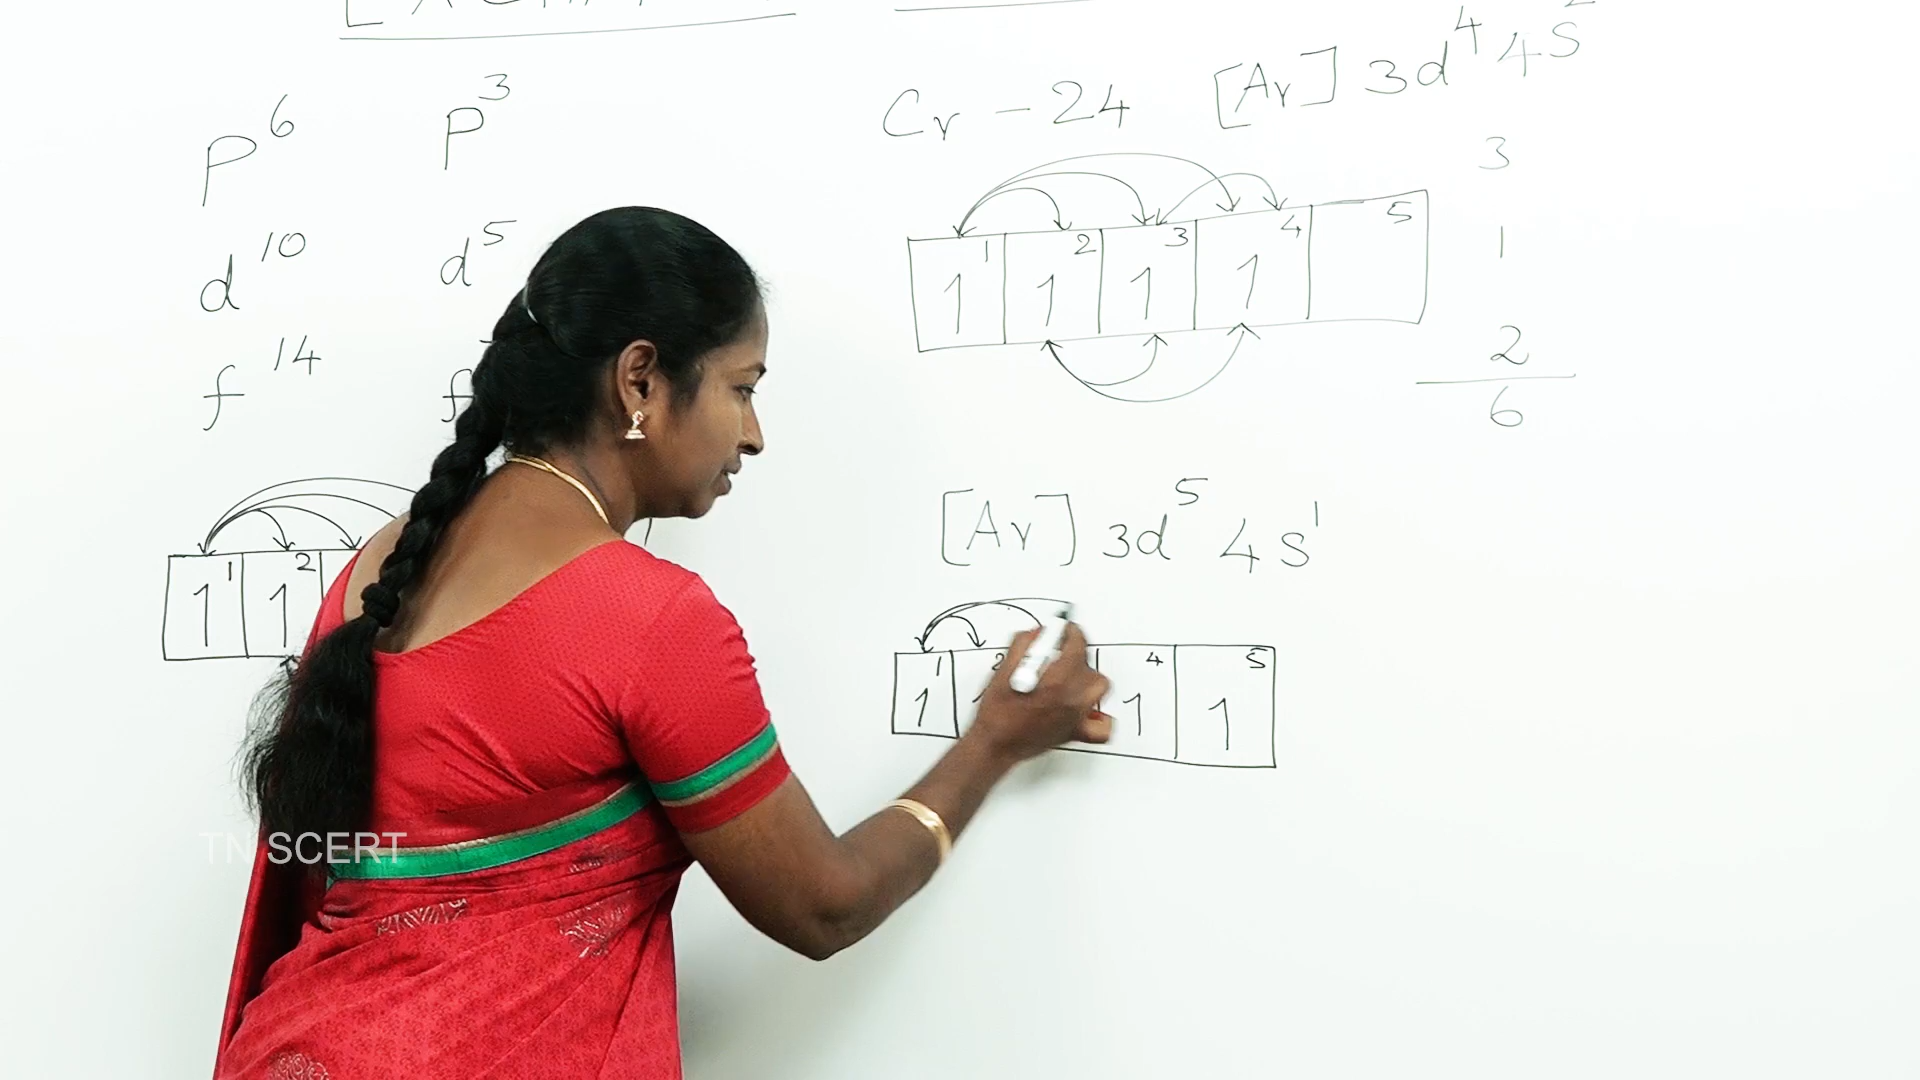 p⁶ p³
d¹⁰ d⁵
f¹⁴ f
1 2
1 1
Cr - 24 [Ar] 3d⁴ 4s²
1 2 3 4 5
1 1 1 1
3
1
2
6
[Ar] 3d⁵ 4s¹
1 2 4 5
1 1 1
TN SCERT